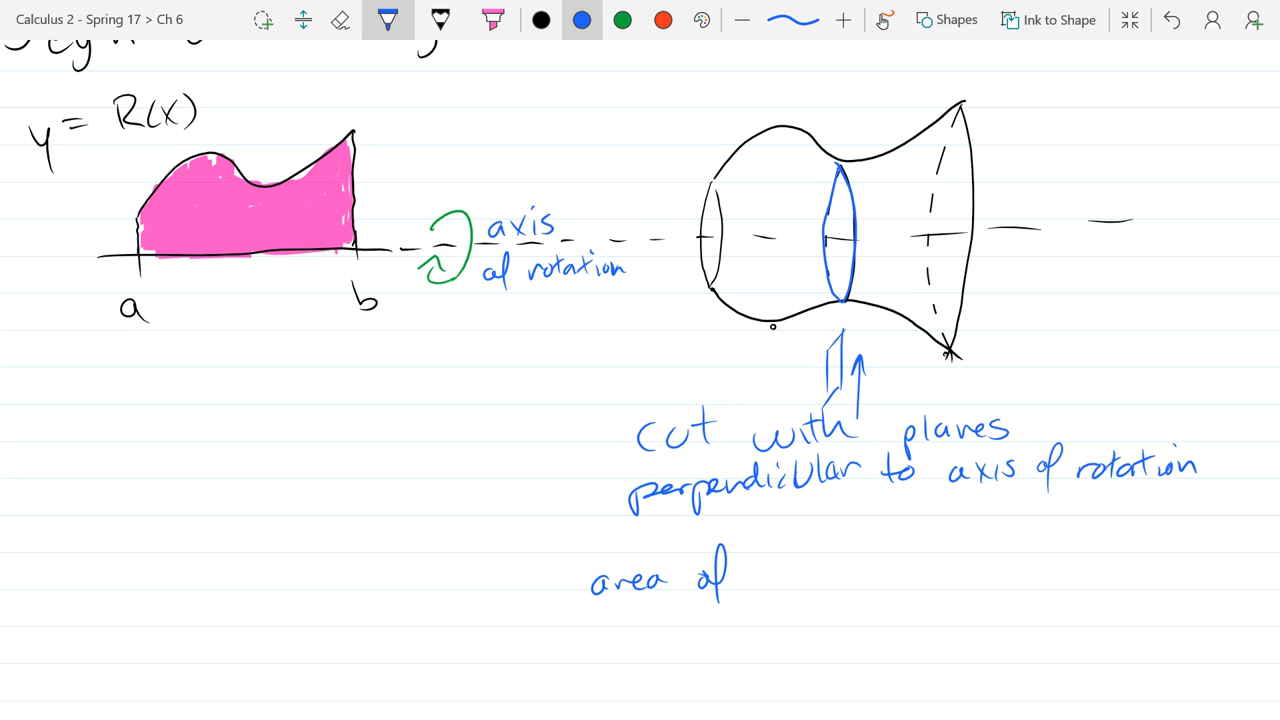 Calculus 2 - Spring 17 > Ch 6
Shapes
Ink to Shape
y = R(x)
axis
of rotation
a
b
cut with planes
perpendicular to axis of rotation
area of